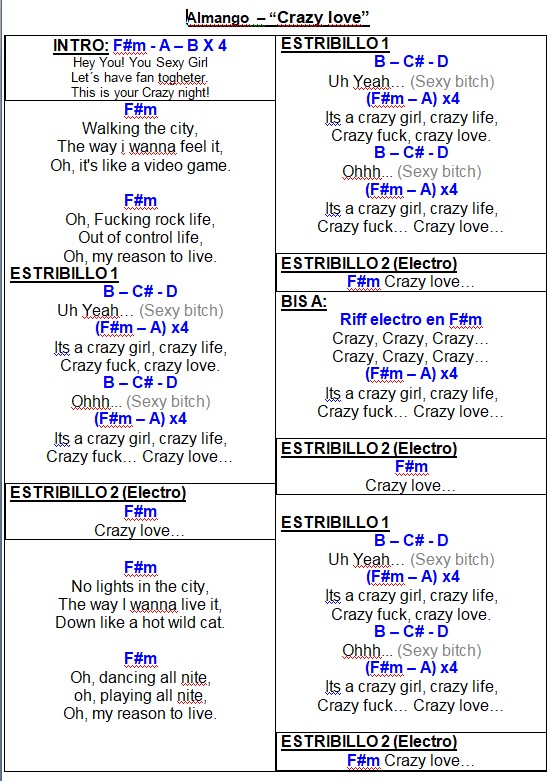 Almango – “Crazy love”
INTRO: F#m - A – B X 4
Hey You! You Sexy Girl
Let´s have fan togheter.
This is your Crazy night!
F#m
Walking the city,
The way i wanna feel it,
Oh, it's like a video game.
F#m
Oh, Fucking rock life,
Out of control life,
Oh, my reason to live.
ESTRIBILLO 1
B – C# - D
Uh Yeah… (Sexy bitch)
(F#m – A) x4
Its a crazy girl, crazy life,
Crazy fuck, crazy love.
B – C# - D
Ohhh... (Sexy bitch)
(F#m – A) x4
Its a crazy girl, crazy life,
Crazy fuck… Crazy love…
ESTRIBILLO 2 (Electro)
F#m
Crazy love…
F#m
No lights in the city,
The way I wanna live it,
Down like a hot wild cat.
F#m
Oh, dancing all nite,
oh, playing all nite,
Oh, my reason to live.
ESTRIBILLO 1
B – C# - D
Uh Yeah… (Sexy bitch)
(F#m – A) x4
Its a crazy girl, crazy life,
Crazy fuck, crazy love.
B – C# - D
Ohhh... (Sexy bitch)
(F#m – A) x4
Its a crazy girl, crazy life,
Crazy fuck… Crazy love…
ESTRIBILLO 2 (Electro)
F#m Crazy love…
BIS A:
Riff electro en F#m
Crazy, Crazy, Crazy…
Crazy, Crazy, Crazy…
(F#m – A) x4
Its a crazy girl, crazy life,
Crazy fuck… Crazy love…
ESTRIBILLO 2 (Electro)
F#m
Crazy love…
ESTRIBILLO 1
B – C# - D
Uh Yeah… (Sexy bitch)
(F#m – A) x4
Its a crazy girl, crazy life,
Crazy fuck, crazy love.
B – C# - D
Ohhh... (Sexy bitch)
(F#m – A) x4
Its a crazy girl, crazy life,
Crazy fuck… Crazy love…
ESTRIBILLO 2 (Electro)
F#m Crazy love…